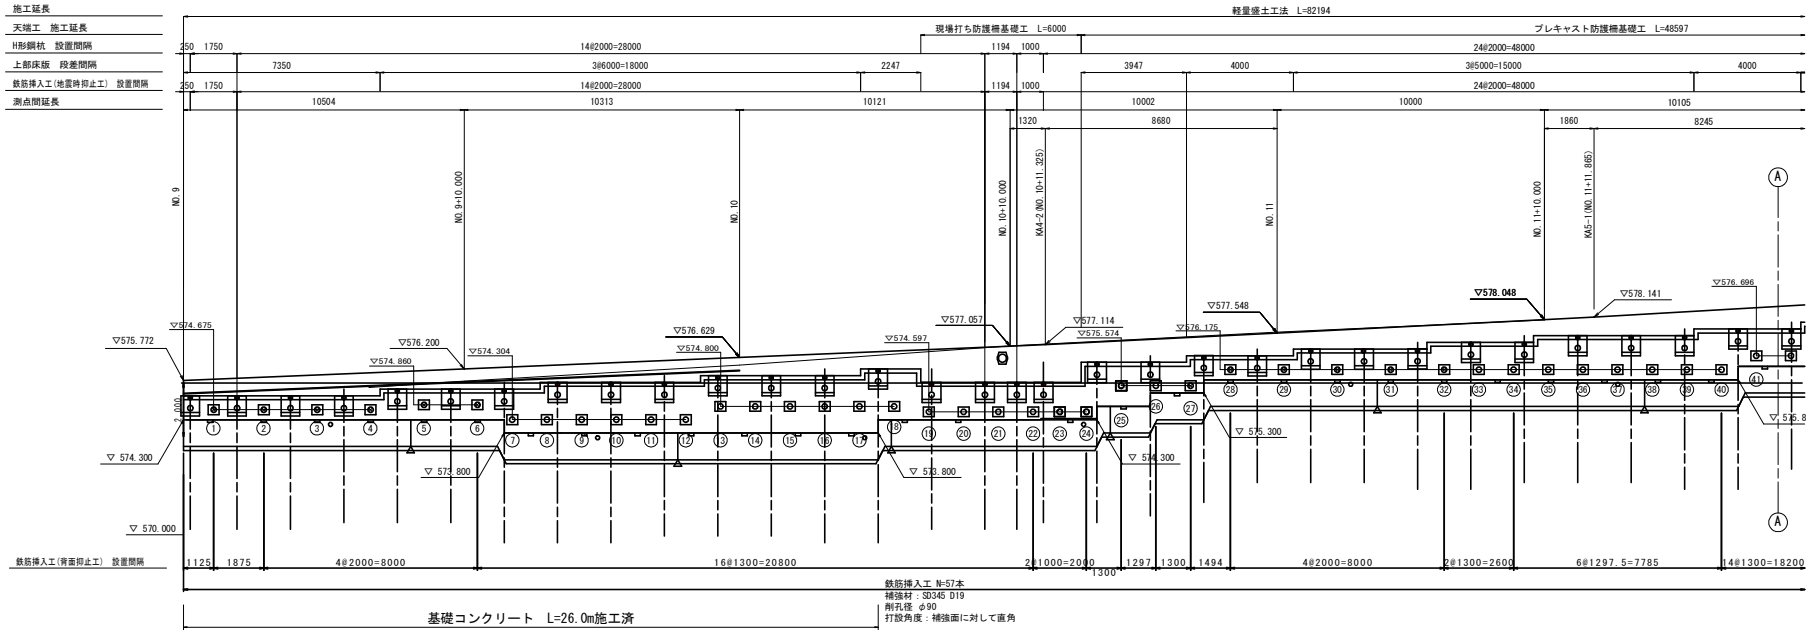 施工延長
軽量盛土工法 L=82194
天端工 施工延長
現場打ち防護柵基礎工 L=6000
プレキャスト防護柵基礎工 L=48597
H形鋼杭 設置間隔
250 1750 14@2000=28000 1194 1000 24@2000=48000
上部床版 段差間隔
7350 3@6000=18000 2247 3947 4000 3@5000=15000 4000
鉄筋挿入工(地震時抑止工) 設置間隔
250 1750 14@2000=28000 1194 1000 24@2000=48000
測点間延長
10504 10313 10121 10002 10000 10105
1320 8680 1860 8245
NO.9
NO.9+10.000
NO.10
NO.10+10.000
KA4-2(NO.10+11.325)
NO.11
NO.11+10.000
KA5-1(NO.11+11.865)
A
▽575.772
▽574.675
▽576.200
▽574.860
▽574.304
▽576.629
▽574.800
▽577.057
▽574.597
▽577.114
▽575.574
▽577.548
▽576.175
▽578.048
▽578.141
▽576.696
2.000
① ② ③ ④ ⑤ ⑥ ⑦ ⑧ ⑨ ⑩ ⑪ ⑫ ⑬ ⑭ ⑮ ⑯ ⑰ ⑱ ⑲ ⑳ ㉑ ㉒ ㉓ ㉔ ㉕ ㉖ ㉗ ㉘ ㉙ ㉚ ㉛ ㉜ ㉝ ㉞ ㉟ ㊱ ㊲ ㊳ ㊴ ㊵ ㊶
▽ 574.300
▽ 573.800
▽ 573.800
▽ 574.300
▽ 575.300
▽ 575.8
▽ 570.000
A
鉄筋挿入工(背面抑止工) 設置間隔
1125 1875 4@2000=8000 16@1300=20800 2@1000=2000 1300 1297 1300 1494 4@2000=8000 2@1300=2600 6@1297.5=7785 14@1300=18200
鉄筋挿入工 N=57本
補強材：SD345 D19
削孔径 φ90
打設角度：補強面に対して直角
基礎コンクリート L=26.0m施工済